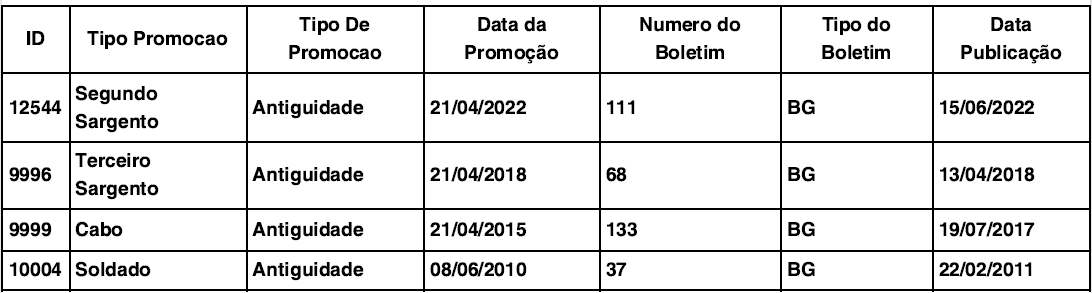 ID Tipo Promocao Tipo De Promocao Data da Promoção Numero do Boletim Tipo do Boletim Data Publicação
12544 Segundo Sargento Antiguidade 21/04/2022 111 BG 15/06/2022
9996 Terceiro Sargento Antiguidade 21/04/2018 68 BG 13/04/2018
9999 Cabo Antiguidade 21/04/2015 133 BG 19/07/2017
10004 Soldado Antiguidade 08/06/2010 37 BG 22/02/2011